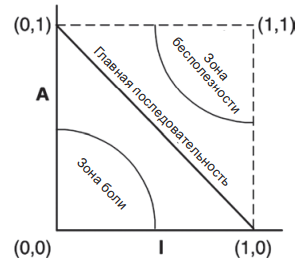 (0,1)
(1,1)
Зона
бесполезности
Главная последовательность
A
Зона боли
(0,0)
I
(1,0)